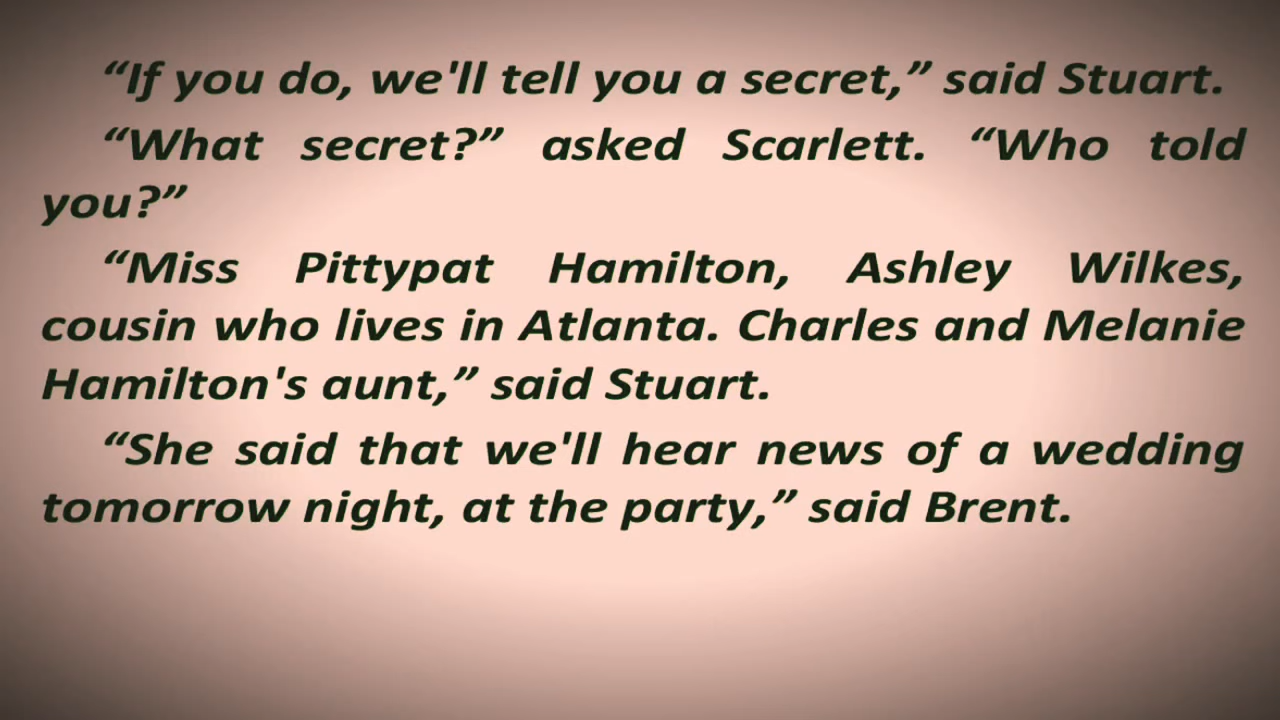 “If you do, we'll tell you a secret,” said Stuart.
“What secret?” asked Scarlett. “Who told
you?”
“Miss Pittypat Hamilton, Ashley Wilkes,
cousin who lives in Atlanta. Charles and Melanie
Hamilton's aunt,” said Stuart.
“She said that we'll hear news of a wedding
tomorrow night, at the party,” said Brent.